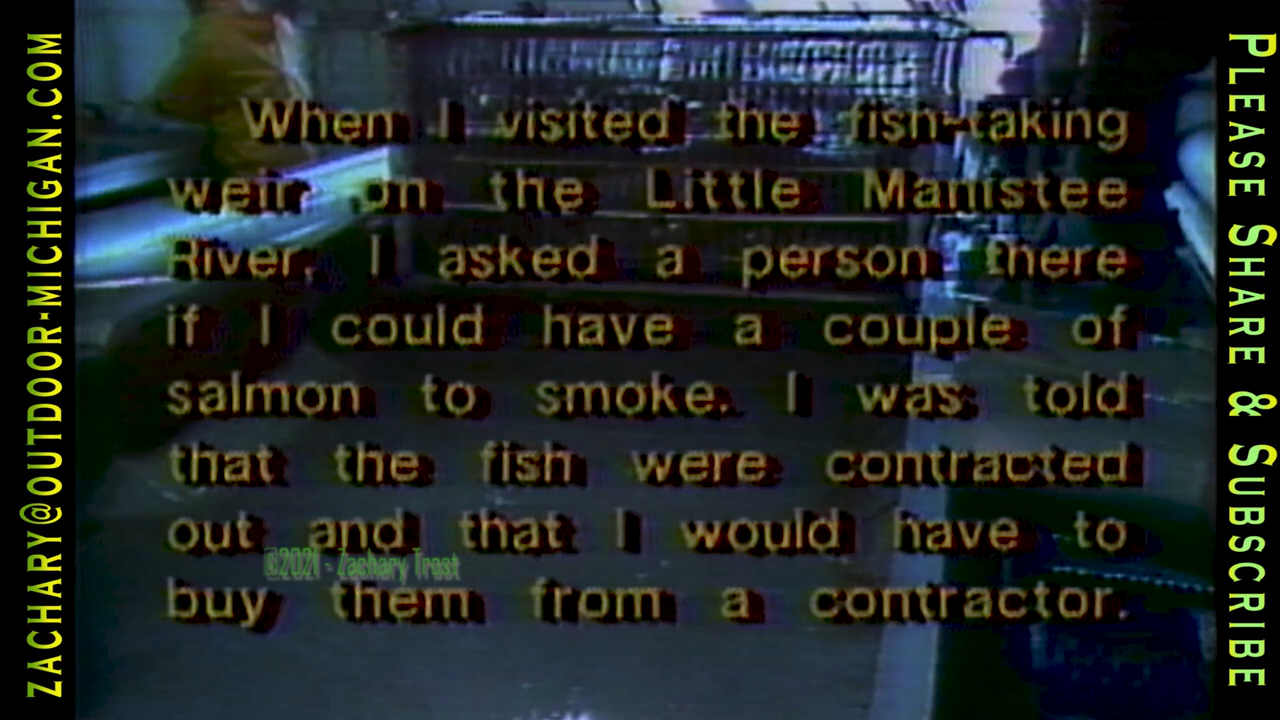 ZACHARY@OUTDOOR-MICHIGAN.COM
When I visited the fish-taking
weir on the Little Manistee
River, I asked a person there
if I could have a couple of
salmon to smoke. I was told
that the fish were contracted
out and that I would have to
©2021 - Zachary Trost
buy them from a contractor.
PLEASE SHARE & SUBSCRIBE